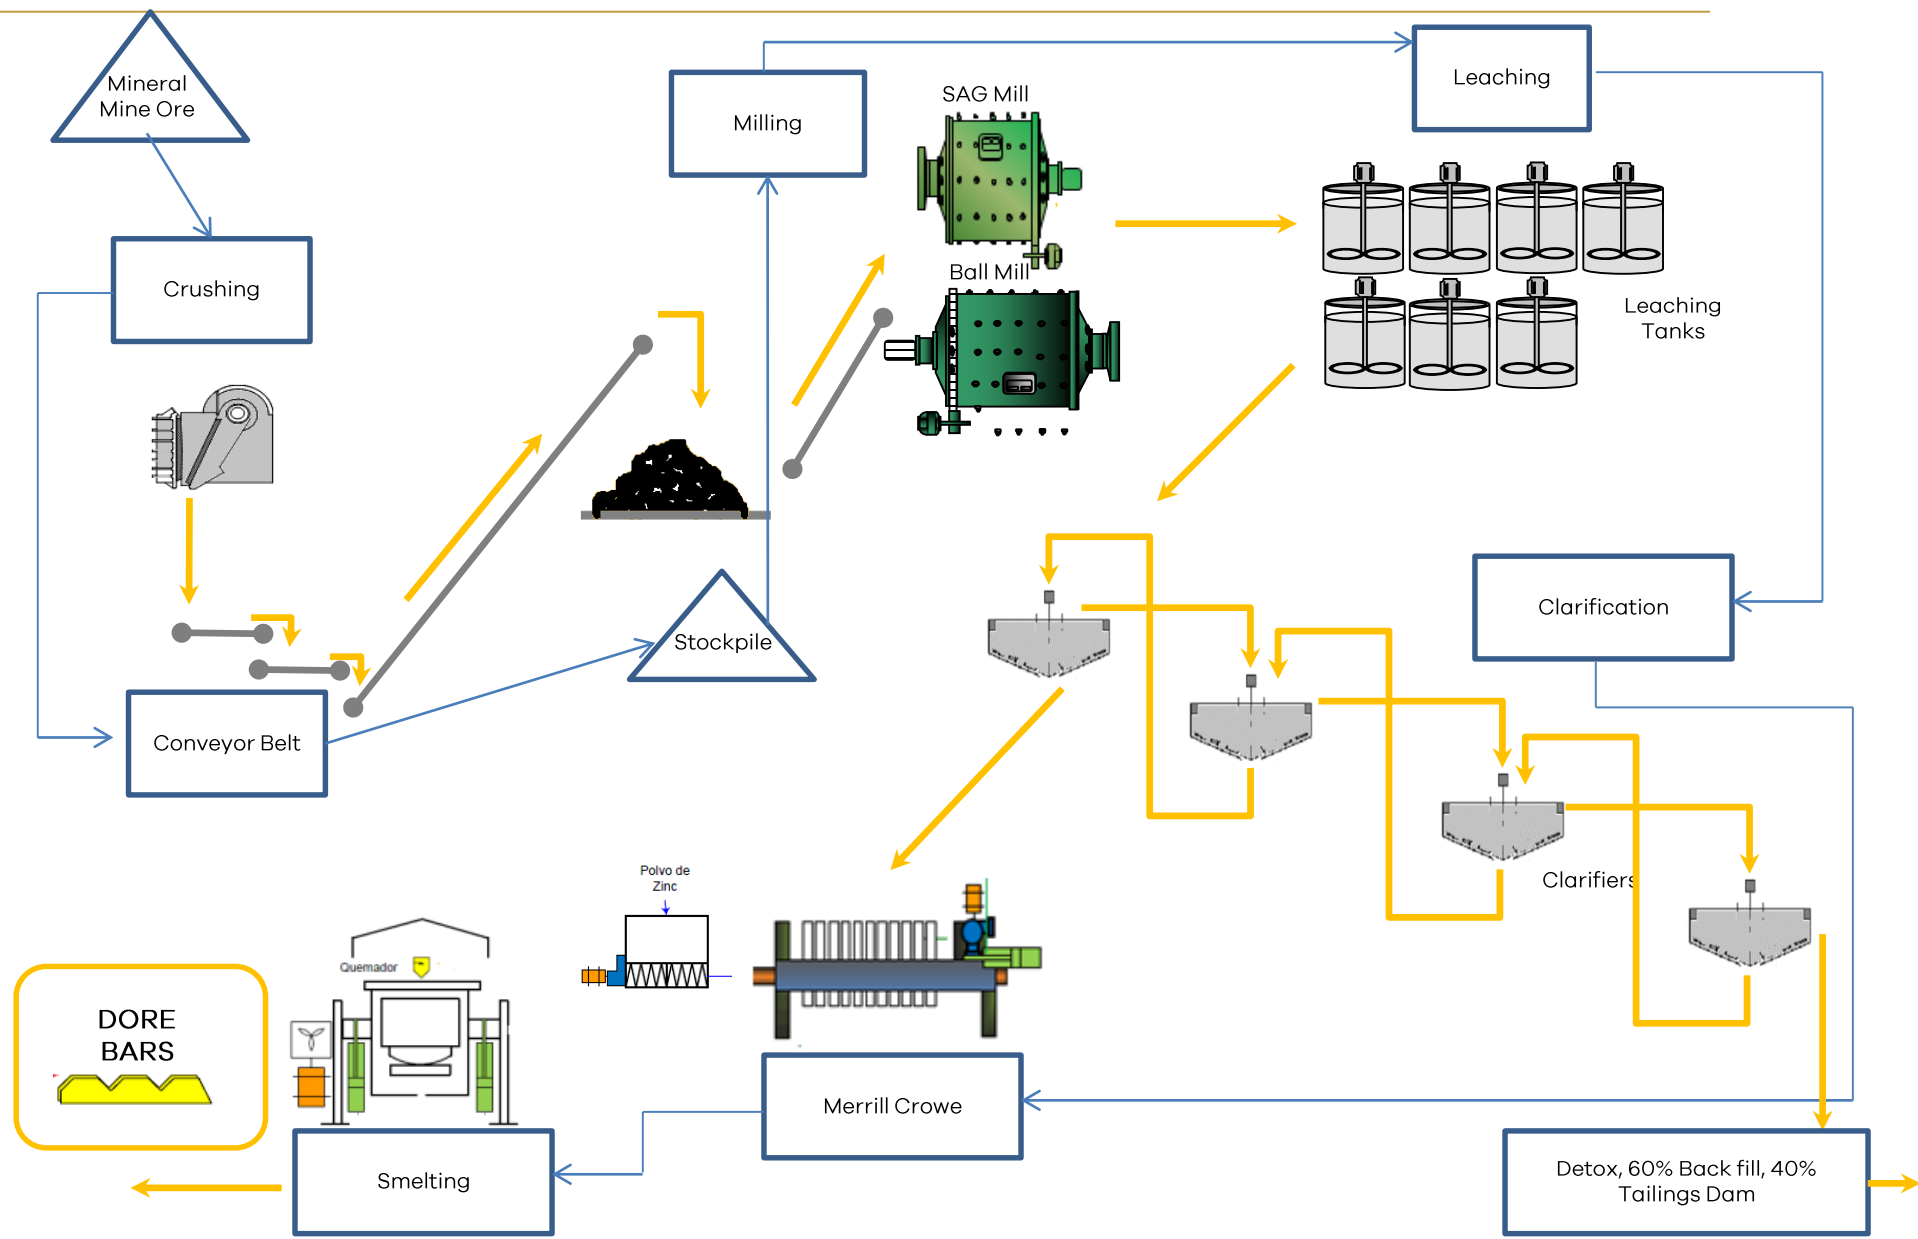 Mineral
Mine Ore
Crushing
Conveyor Belt
Stockpile
Milling
SAG Mill
Ball Mill
Leaching
Leaching
Tanks
Clarification
Clarifiers
Polvo de
Zinc
Merrill Crowe
Quemador
Smelting
DORE
BARS
Detox, 60% Back fill, 40%
Tailings Dam